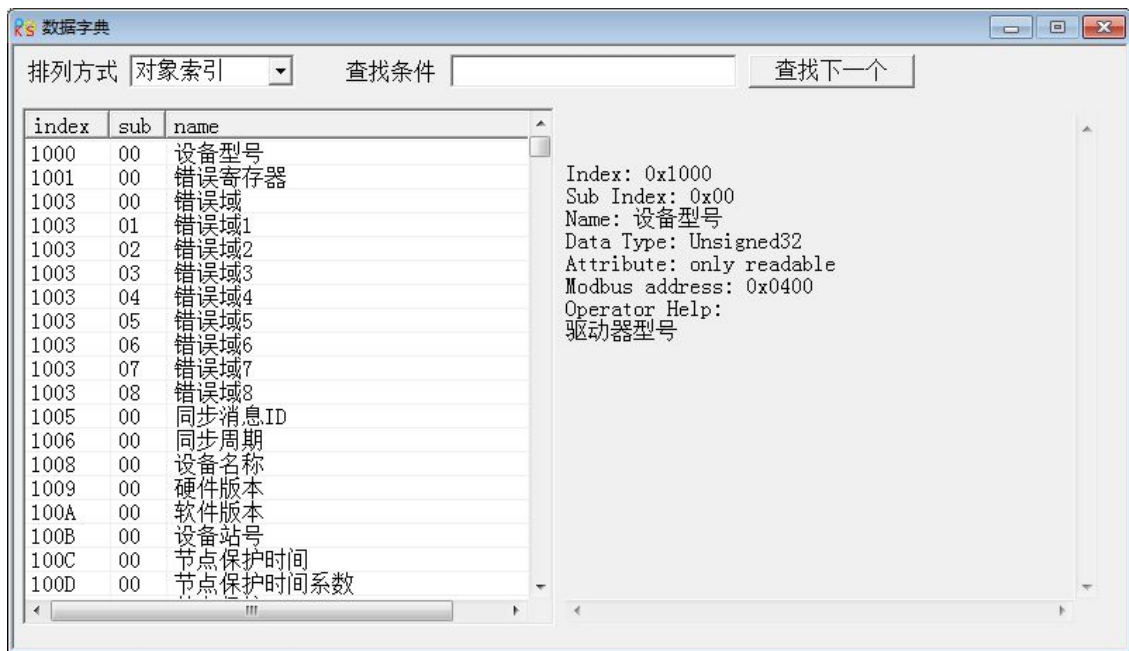 数据字典
排列方式 对象索引 查找条件 查找下一个
index sub name
1000 00 设备型号
1001 00 错误寄存器
1003 00 错误域
1003 01 错误域1
1003 02 错误域2
1003 03 错误域3
1003 04 错误域4
1003 05 错误域5
1003 06 错误域6
1003 07 错误域7
1003 08 错误域8
1005 00 同步消息ID
1006 00 同步周期
1008 00 设备名称
1009 00 硬件版本
100A 00 软件版本
100B 00 设备站号
100C 00 节点保护时间
100D 00 节点保护时间系数
Index: 0x1000
Sub Index: 0x00
Name: 设备型号
Data Type: Unsigned32
Attribute: only readable
Modbus address: 0x0400
Operator Help:
驱动器型号